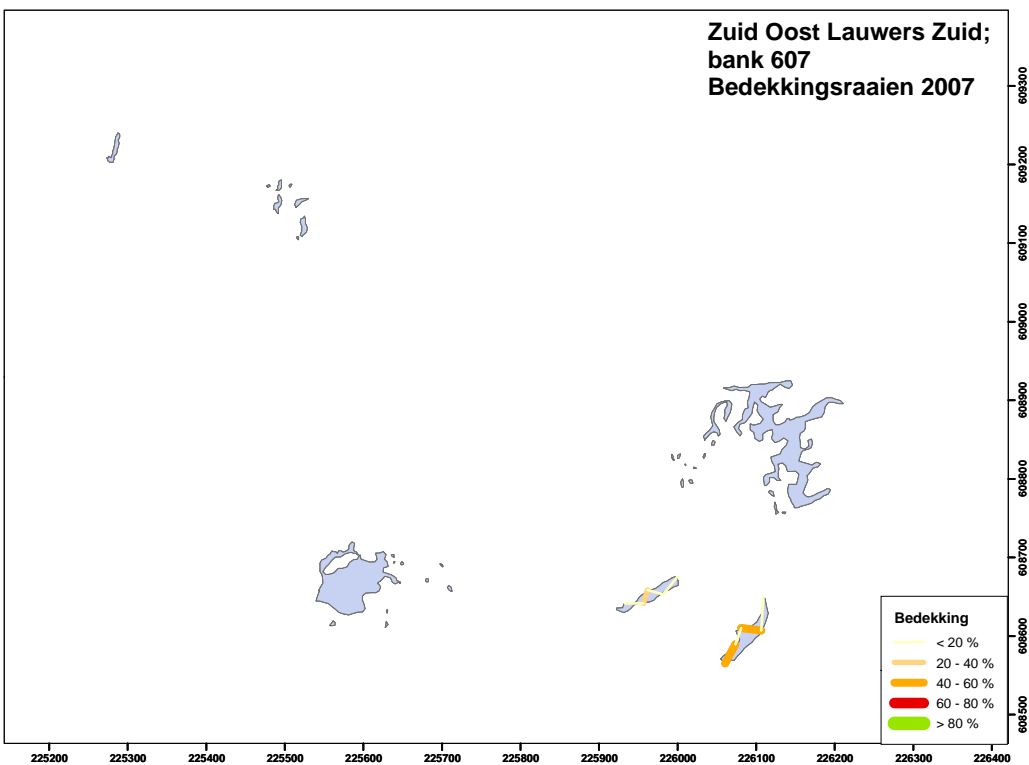 Zuid Oost Lauwers Zuid;
bank 607
Bedekkingsraaien 2007
609300
609200
609100
609000
608900
608800
608700
608600
608500
Bedekking
< 20 %
20 - 40 %
40 - 60 %
60 - 80 %
> 80 %
225200 225300 225400 225500 225600 225700 225800 225900 226000 226100 226200 226300 226400